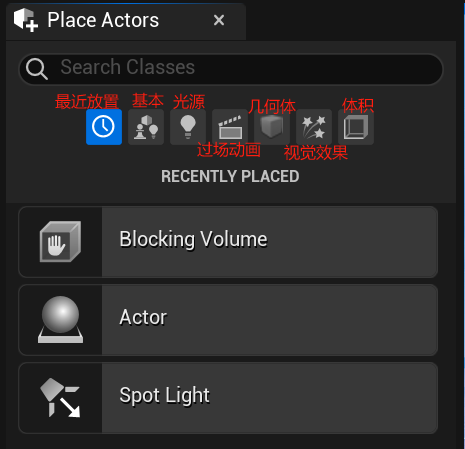 Place Actors
Search Classes
最近放置 基本 光源 过场动画 几何体 视觉效果 体积
RECENTLY PLACED
Blocking Volume
Actor
Spot Light